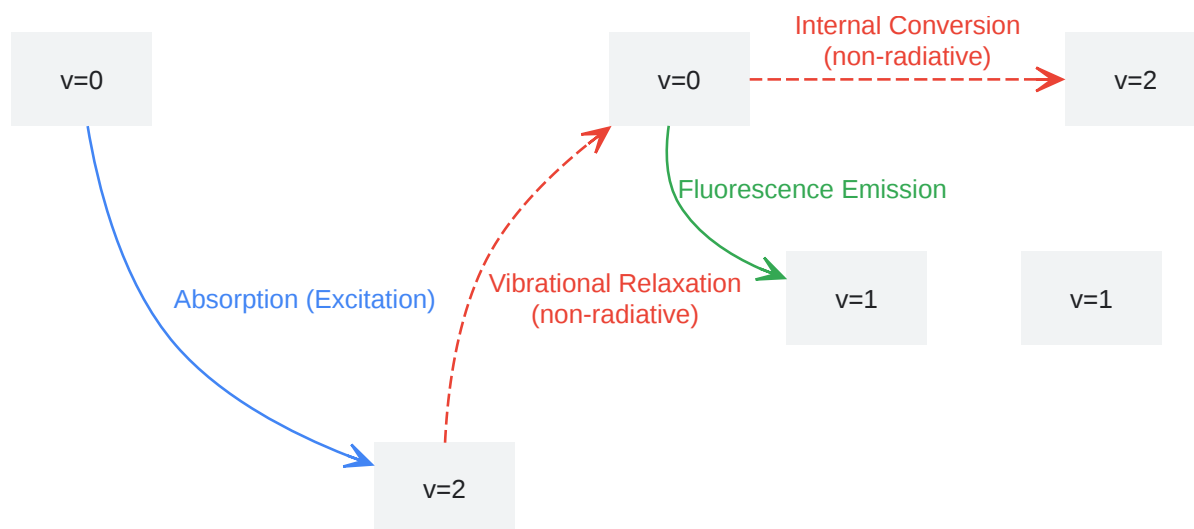 Internal Conversion
(non-radiative)
v=0
v=0
v=2
Fluorescence Emission
Absorption (Excitation)
Vibrational Relaxation
(non-radiative)
v=1
v=1
v=2